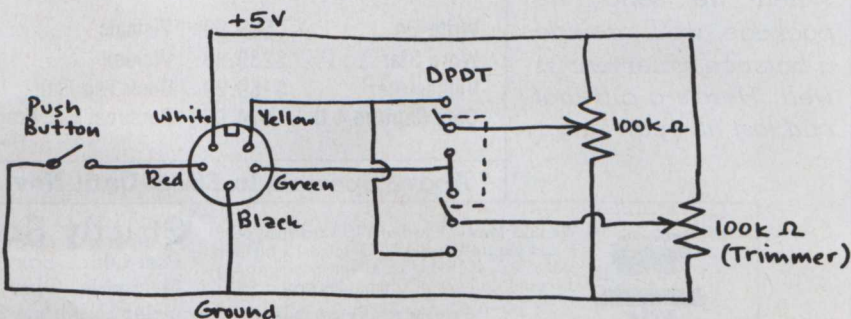 +5V
DPDT
Push
Button
White
Yellow
100k Ω
Red
Green
Black
100k Ω
(Trimmer)
Ground